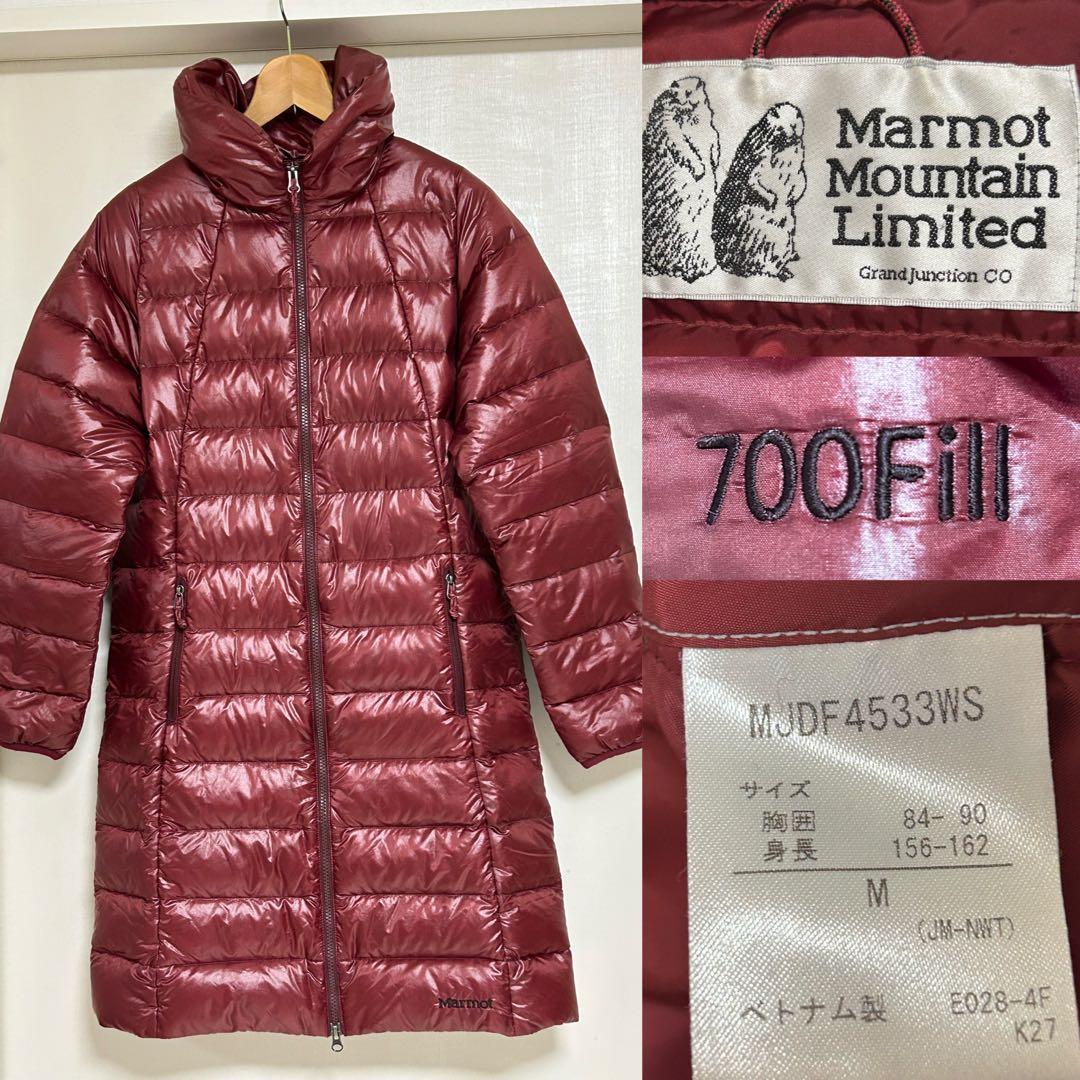 Marmot
Marmot
Mountain
Limited
Grand Junction CO
700Fill
MJDF4533WS
サイズ
胸囲 84-90
身長 156-162
M
(JM-NWT)
ベトナム製 E028-4F
K27